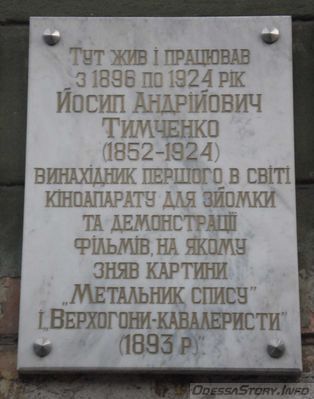 Тут жив і працював
з 1896 по 1924 рік
Йосип Андрійович
Тимченко
(1852-1924)
винахідник першого в світі
кіноапарату для зйомки
та демонстрації
фільмів, на якому
зняв картини
„Метальник спису"
і „Верхогони-кавалеристи"
(1893 р)."
OdessaStory.Info